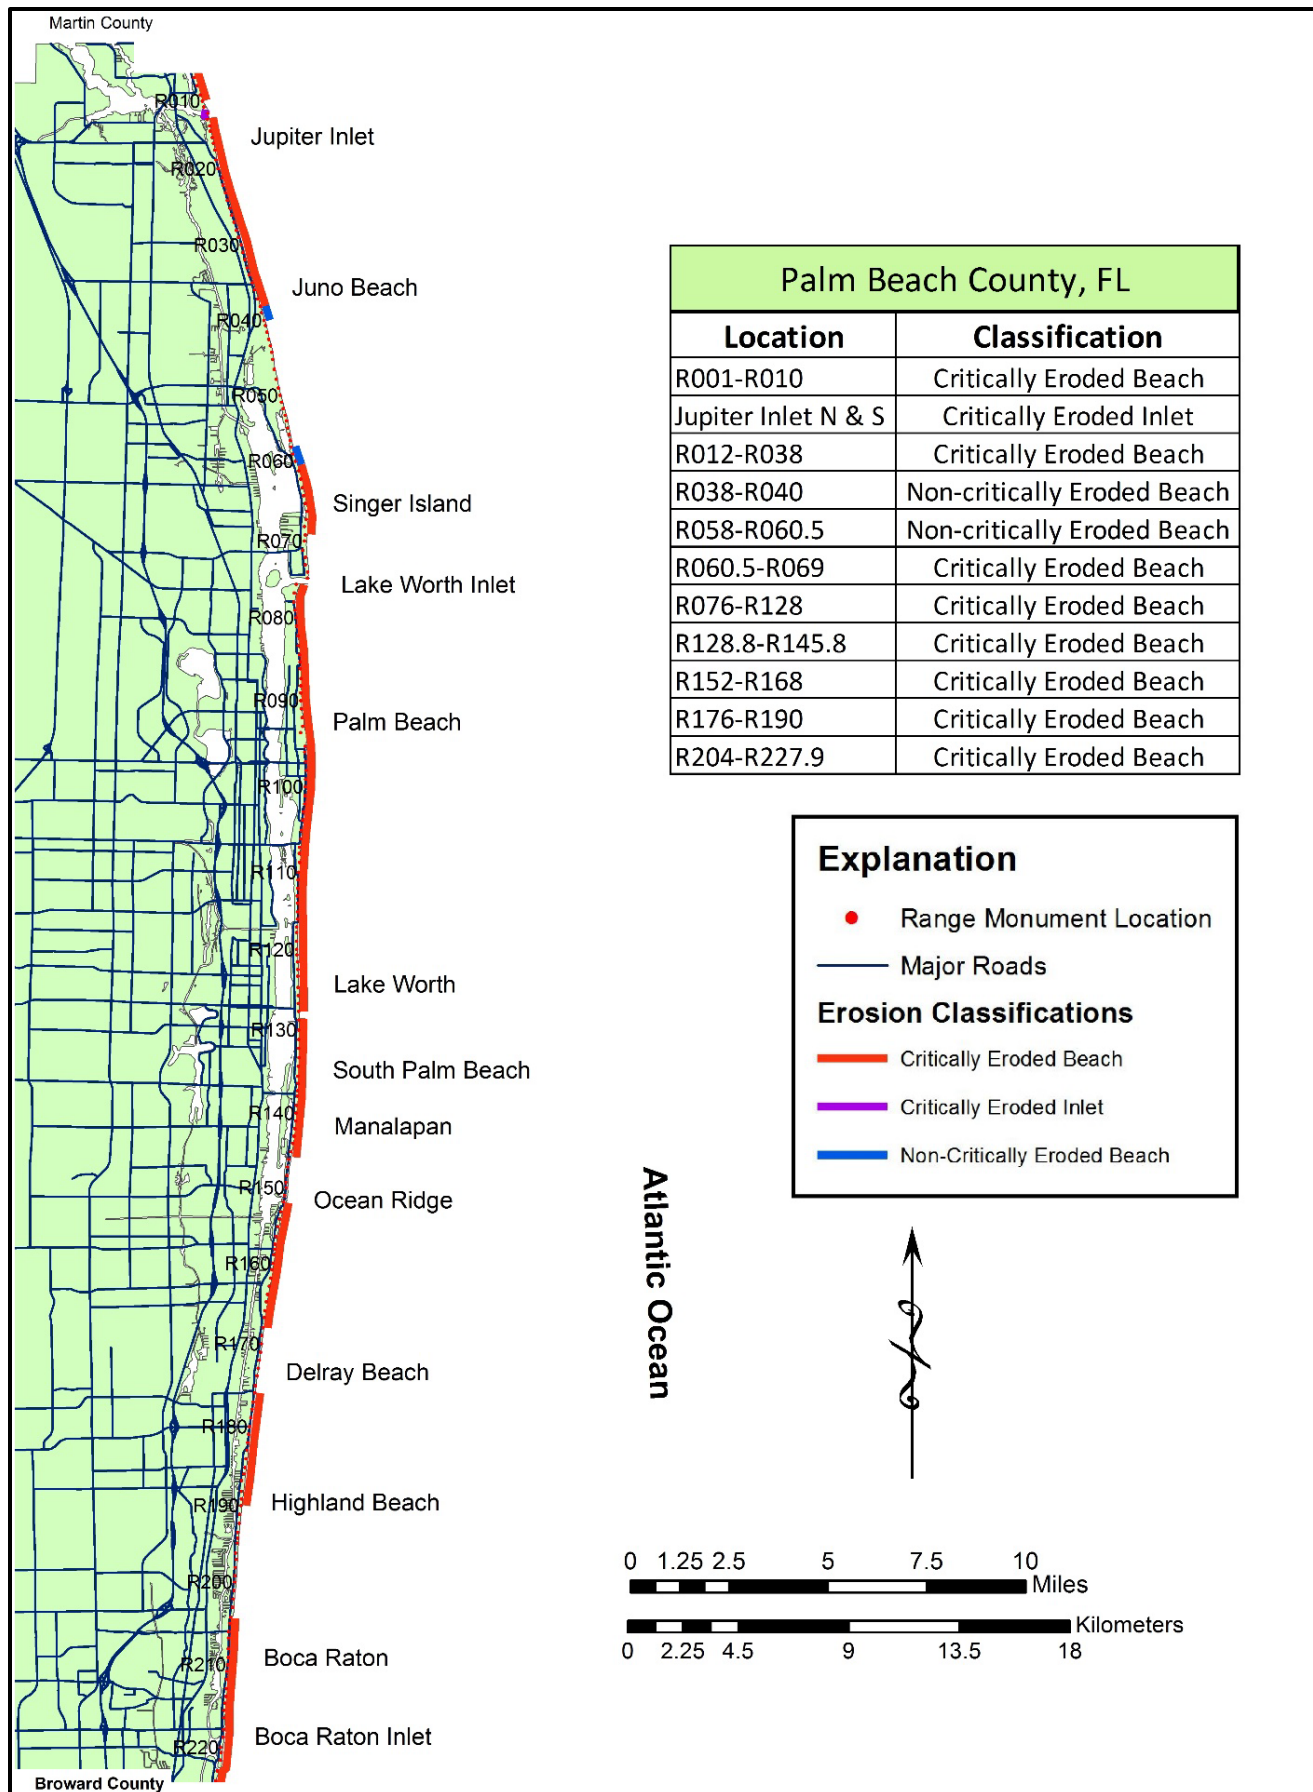 Martin County
R010
Jupiter Inlet
R020
R030
Juno Beach
R040
R050
R060
Singer Island
R070
Lake Worth Inlet
R080
R090
Palm Beach
R100
R110
R120
Lake Worth
R130
South Palm Beach
R140
Manalapan
R150
Ocean Ridge
R160
R170
Delray Beach
R180
R190
Highland Beach
R200
Boca Raton
R210
Boca Raton Inlet
R220
Broward County
Palm Beach County, FL
Location Classification
R001-R010 Critically Eroded Beach
Jupiter Inlet N & S Critically Eroded Inlet
R012-R038 Critically Eroded Beach
R038-R040 Non-critically Eroded Beach
R058-R060.5 Non-critically Eroded Beach
R060.5-R069 Critically Eroded Beach
R076-R128 Critically Eroded Beach
R128.8-R145.8 Critically Eroded Beach
R152-R168 Critically Eroded Beach
R176-R190 Critically Eroded Beach
R204-R227.9 Critically Eroded Beach
Explanation
Range Monument Location
Major Roads
Erosion Classifications
Critically Eroded Beach
Critically Eroded Inlet
Non-Critically Eroded Beach
Atlantic Ocean
N
0 1.25 2.5 5 7.5 10
Miles
Kilometers
0 2.25 4.5 9 13.5 18